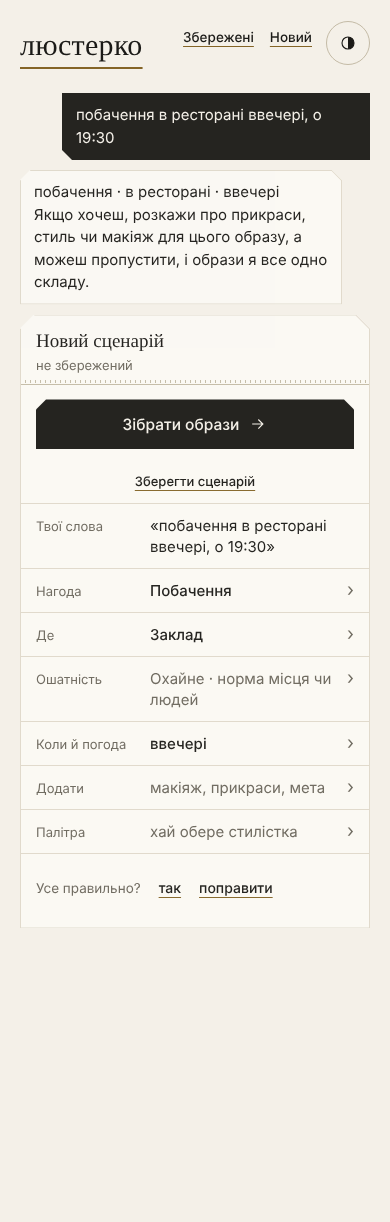 люстерко
Збережені
Новий
побачення в ресторані ввечері, о
19:30
побачення · в ресторані · ввечері
Якщо хочеш, розкажи про прикраси,
стиль чи макіяж для цього образу, а
можеш пропустити, і образи я все одно
складу.
Новий сценарій
не збережений
Зібрати образи →
Зберегти сценарій
Твої слова
«побачення в ресторані
ввечері, о 19:30»
Нагода
Побачення
Де
Заклад
Ошатність
Охайне · норма місця чи
людей
Коли й погода
ввечері
Додати
макіяж, прикраси, мета
Палітра
хай обере стилістка
Усе правильно?
так
поправити